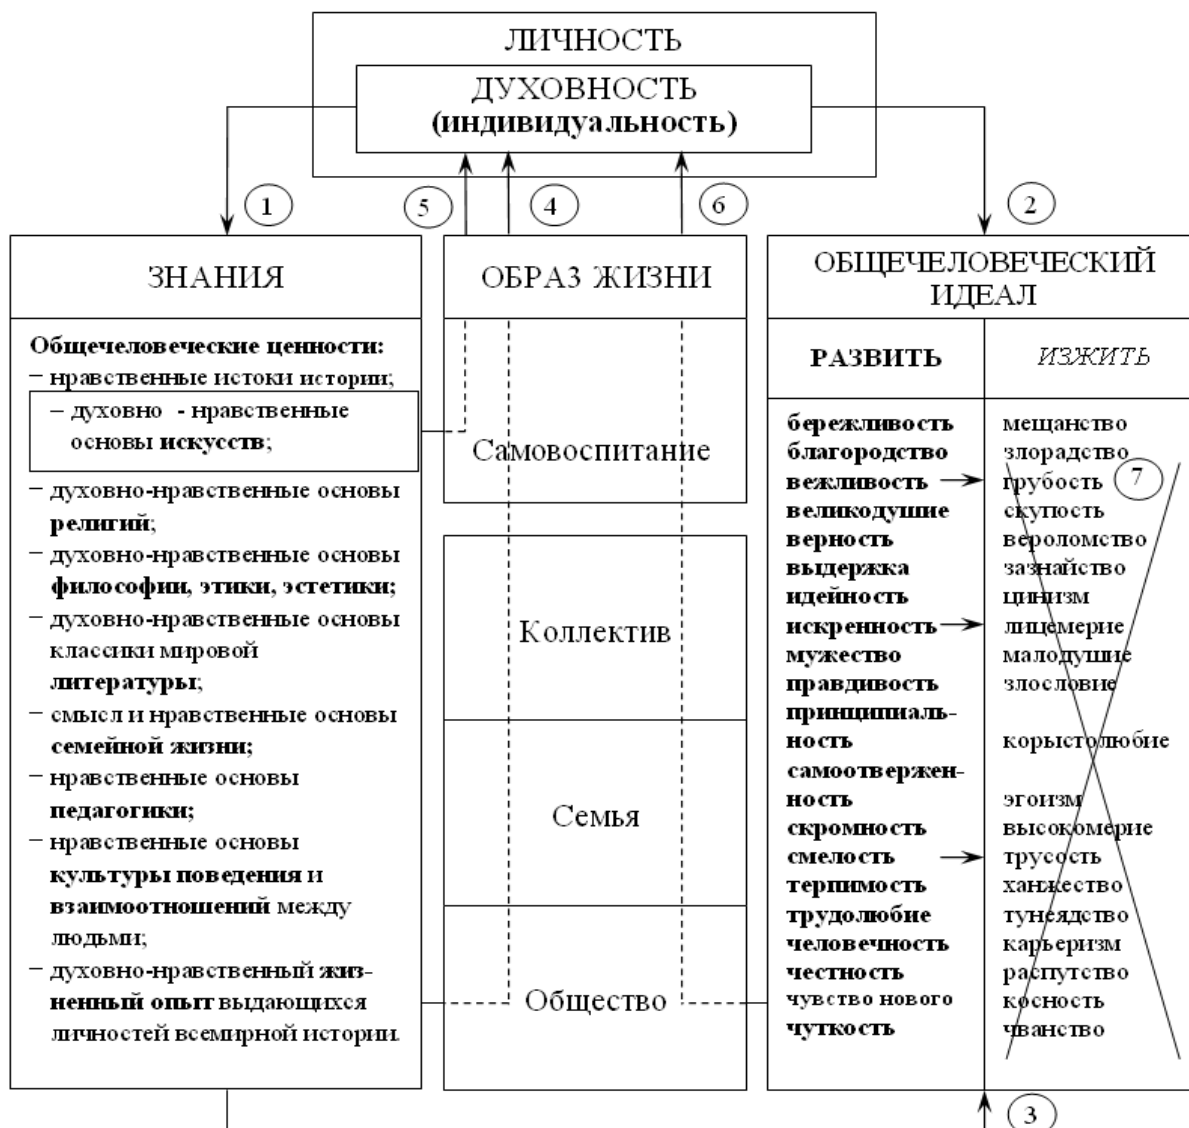 ЛИЧНОСТЬ
ДУХОВНОСТЬ
(индивидуальность)
1
5
4
6
2
ЗНАНИЯ
Общечеловеческие ценности:
– нравственные истоки истории;
– духовно - нравственные
основы искусств;
– духовно-нравственные основы
религий;
– духовно-нравственные основы
философии, этики, эстетики;
– духовно-нравственные основы
классики мировой
литературы;
– смысл и нравственные основы
семейной жизни;
– нравственные основы
педагогики;
– нравственные основы
культуры поведения и
взаимоотношений между
людьми;
– духовно-нравственный жиз-
ненный опыт выдающихся
личностей всемирной истории.
ОБРАЗ ЖИЗНИ
Самовоспитание
Коллектив
Семья
Общество
ОБЩЕЧЕЛОВЕЧЕСКИЙ
ИДЕАЛ
РАЗВИТЬ
бережливость
благородство
вежливость
великодушие
верность
выдержка
идейность
искренность
мужество
правдивость
принципиаль-
ность
самоотвержен-
ность
скромность
смелость
терпимость
трудолюбие
человечность
честность
чувство нового
чуткость
ИЗЖИТЬ
мещанство
злорадство
грубость
скупость
вероломство
зазнайство
цинизм
лицемерие
малодушие
злословие
корыстолюбие
эгоизм
высокомерие
трусость
ханжество
тунеядство
карьеризм
распутство
косность
чванство
7
3